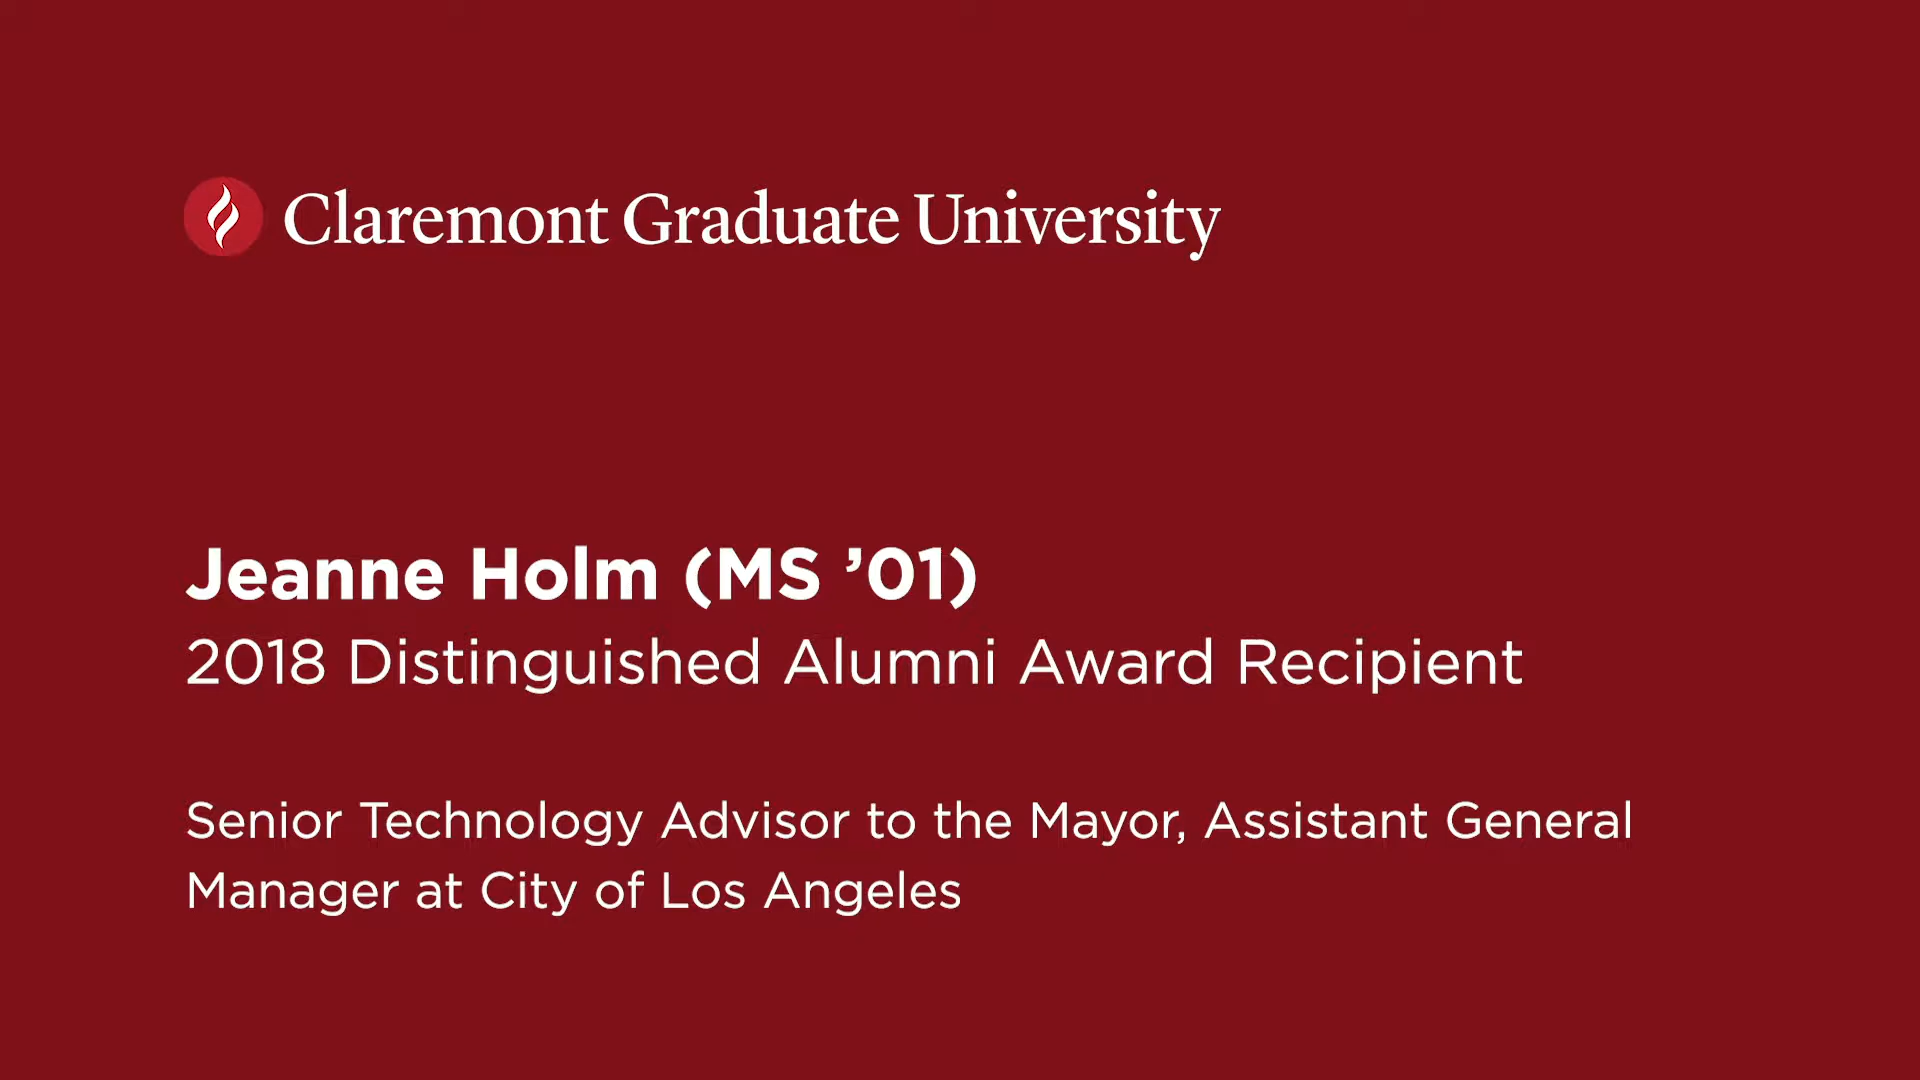 Claremont Graduate University
Jeanne Holm (MS ’01)
2018 Distinguished Alumni Award Recipient
Senior Technology Advisor to the Mayor, Assistant General
Manager at City of Los Angeles